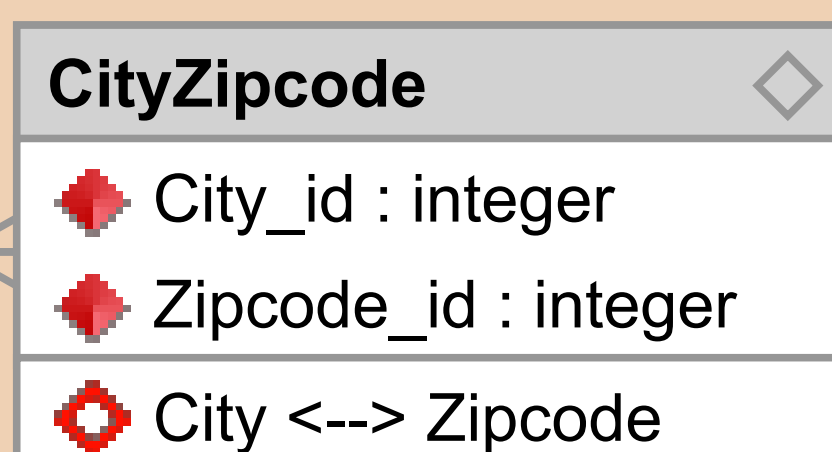 CityZipcode
City_id : integer
Zipcode_id : integer
City <--> Zipcode